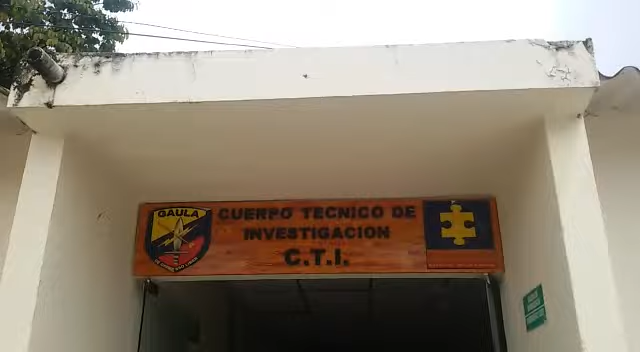 GAULA
CUERPO TECNICO DE
INVESTIGACION
C.T.I.